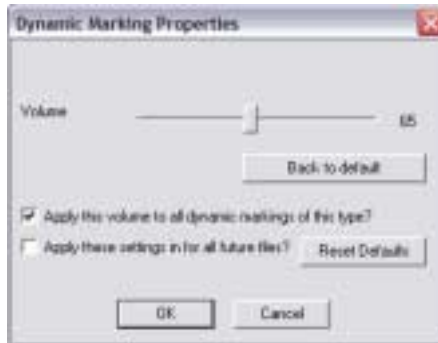 Dynamic Marking Properties
Volume 65
Back to default
Apply this volume to all dynamic markings of this type?
Apply these settings in for all future files?
Reset Defaults
OK
Cancel